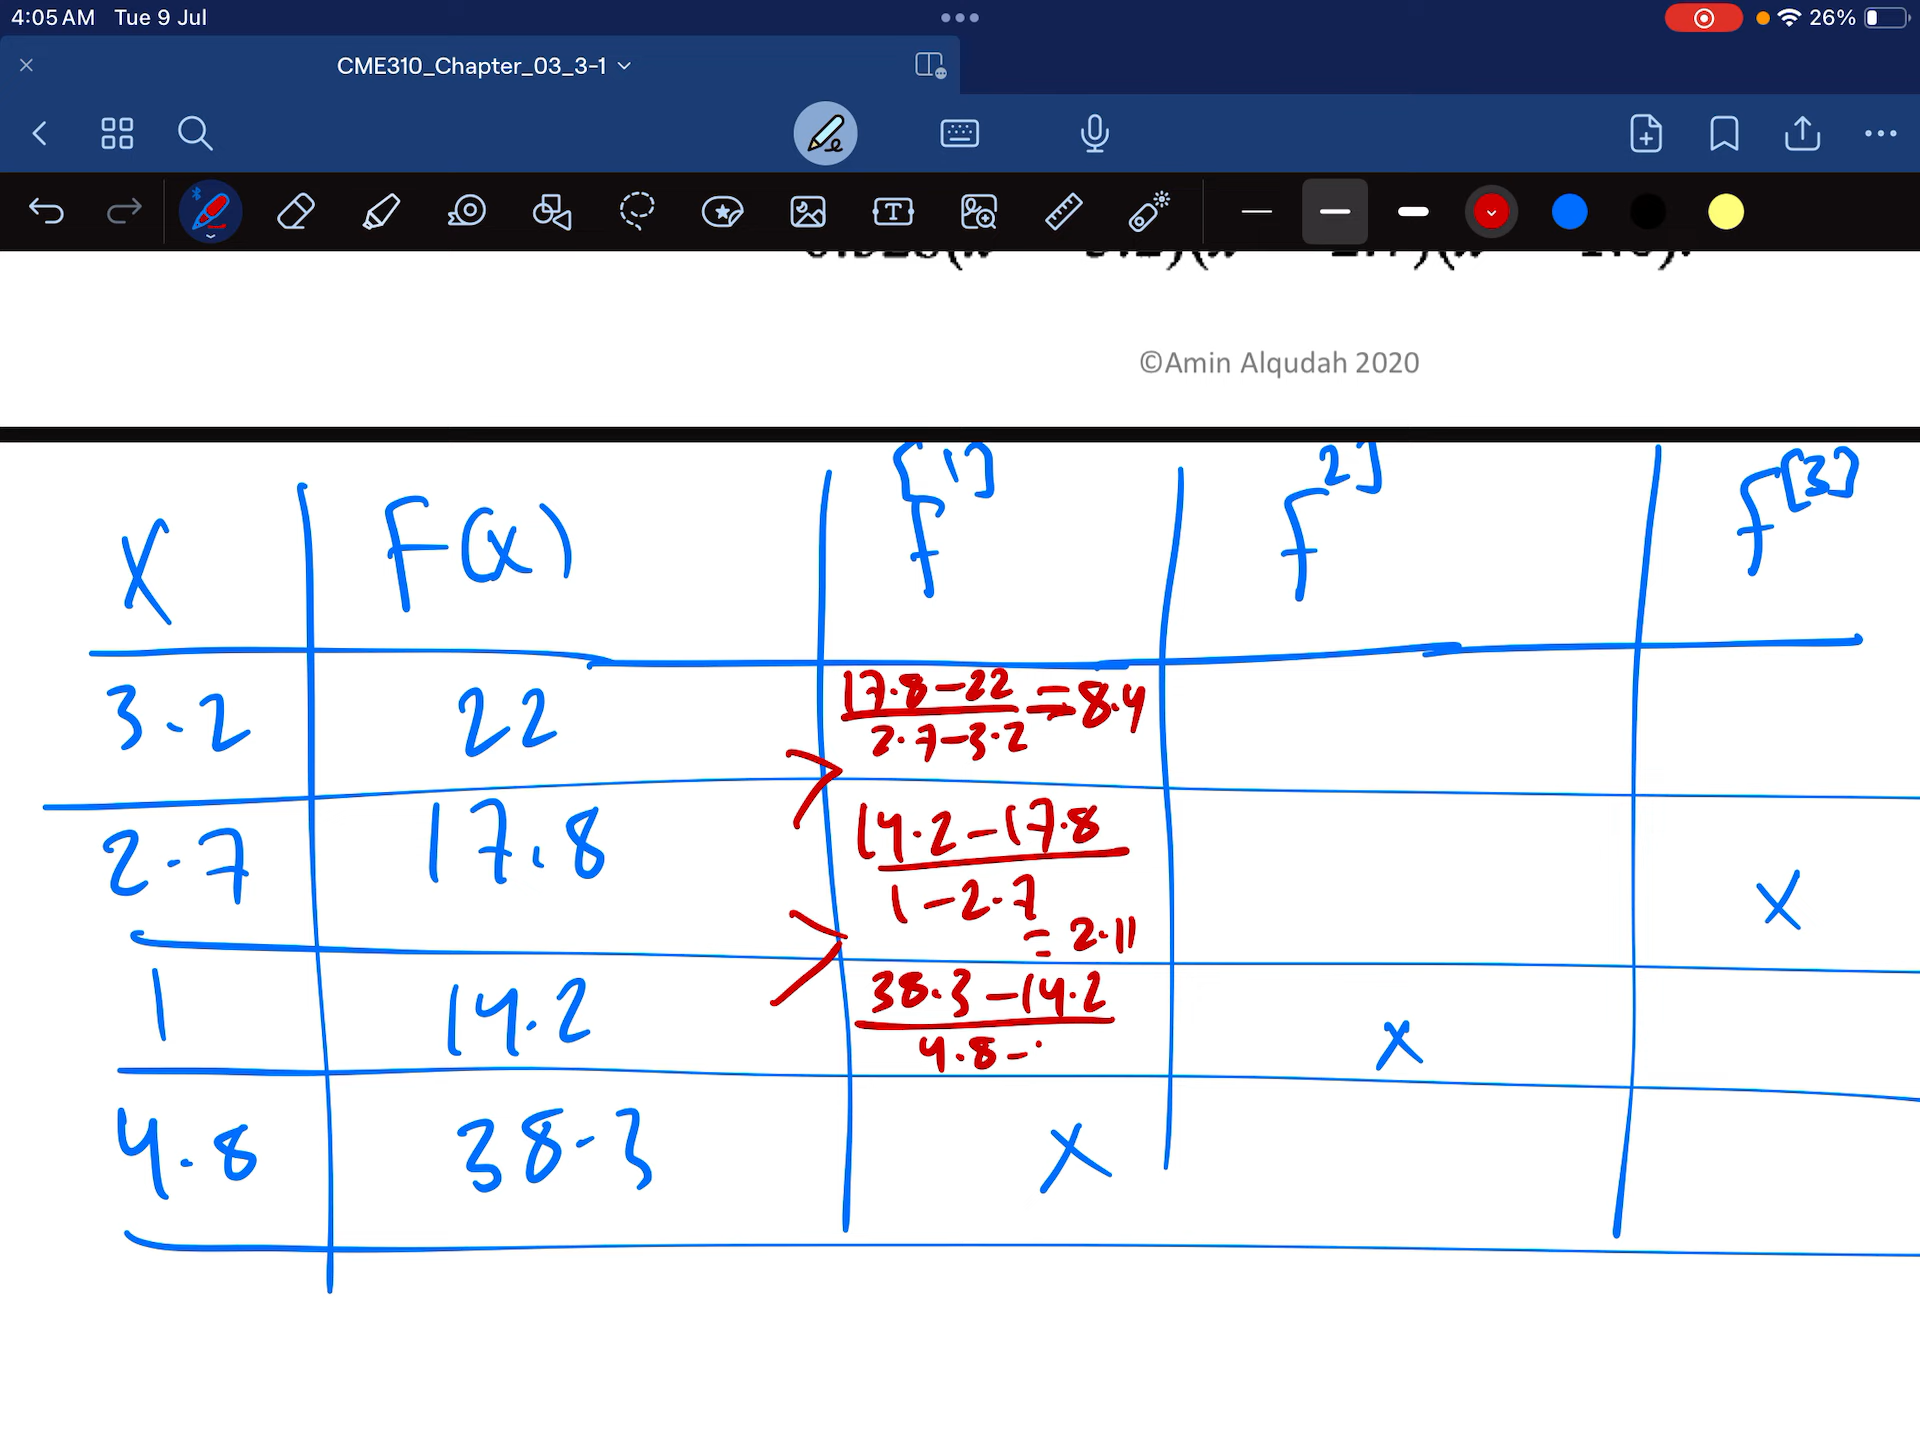 4:05 AM Tue 9 Jul
26%
CME310_Chapter_03_3-1
©Amin Alqudah 2020
x F(x) f[1] f2] f[3]
3.2 22 17.8-22 / 2.7-3.2 => 8.4
2.7 17.8 14.2-17.8 / 1-2.7 = 2.11 x
1 14.2 38.3-14.2 / 4.8- x
4.8 38.3 x